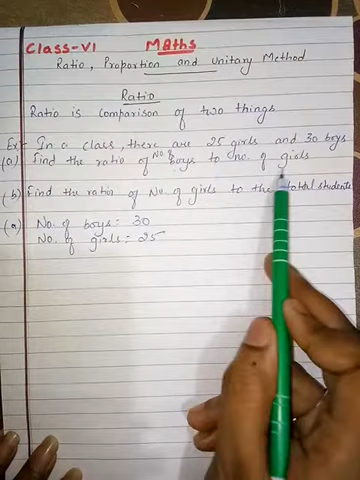 Class-VI Maths
Ratio, Proportion and Unitary Method
Ratio
Ratio is comparison of two things
Ex:- In a class, there are 25 girls and 30 boys
(a) Find the ratio of No. of boys to no. of girls
(b) Find the ratio of No. of girls to the total students
(a) No. of boys = 30
No. of girls = 25